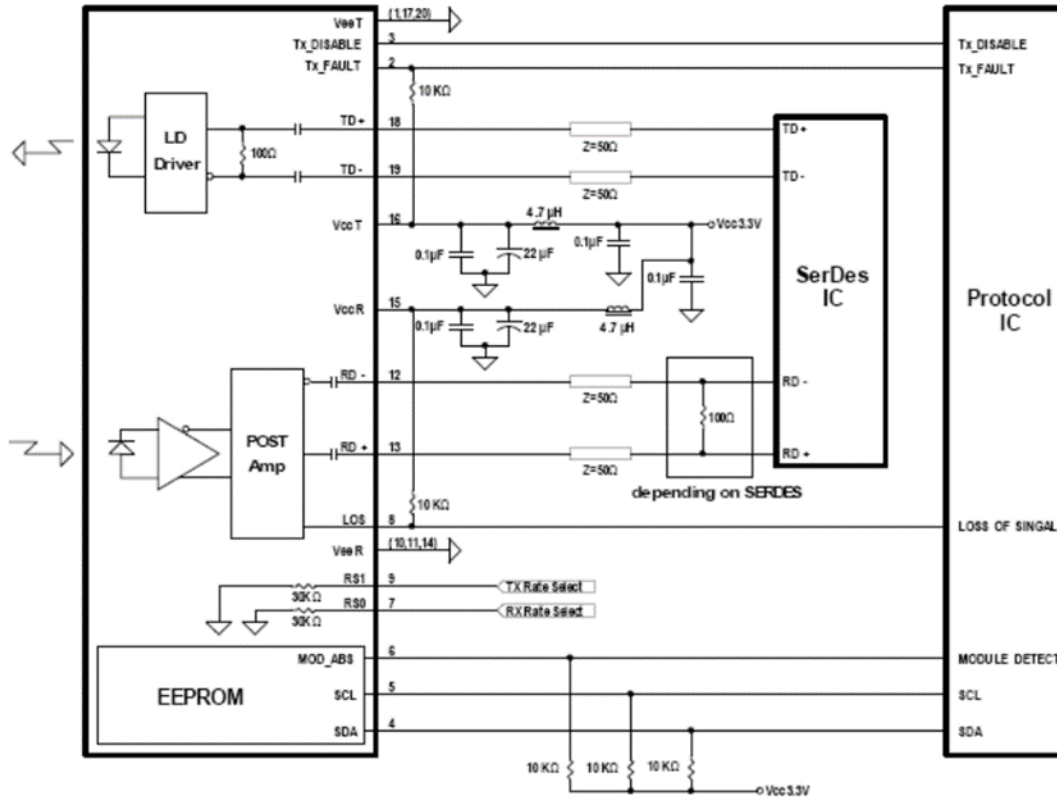 VeeT (1,17,20)
Tx_DISABLE 3 Tx_DISABLE
Tx_FAULT 2 Tx_FAULT
10 KΩ
LD
Driver
100Ω
TD+ 18 Z=50Ω TD+
TD- 19 Z=50Ω TD-
VccT 16 4.7 µH Vcc3.3V
0.1µF 22 µF 0.1µF 0.1µF
SerDes
IC
Protocol
IC
VccR 15
0.1µF 22 µF 4.7 µH
RD - 12 Z=50Ω RD -
100Ω
POST
Amp
RD + 13 Z=50Ω RD +
depending on SERDES
10 KΩ
LOS 8 LOSS OF SINGAL
VeeR (10,11,14)
RS1 9 TX Rate Select
30KΩ
RS0 7 RX Rate Select
30KΩ
MOD_ABS 6 MODULE DETECT
EEPROM
SCL 5 SCL
SDA 4 SDA
10 KΩ 10 KΩ 10 KΩ
Vcc3.3V